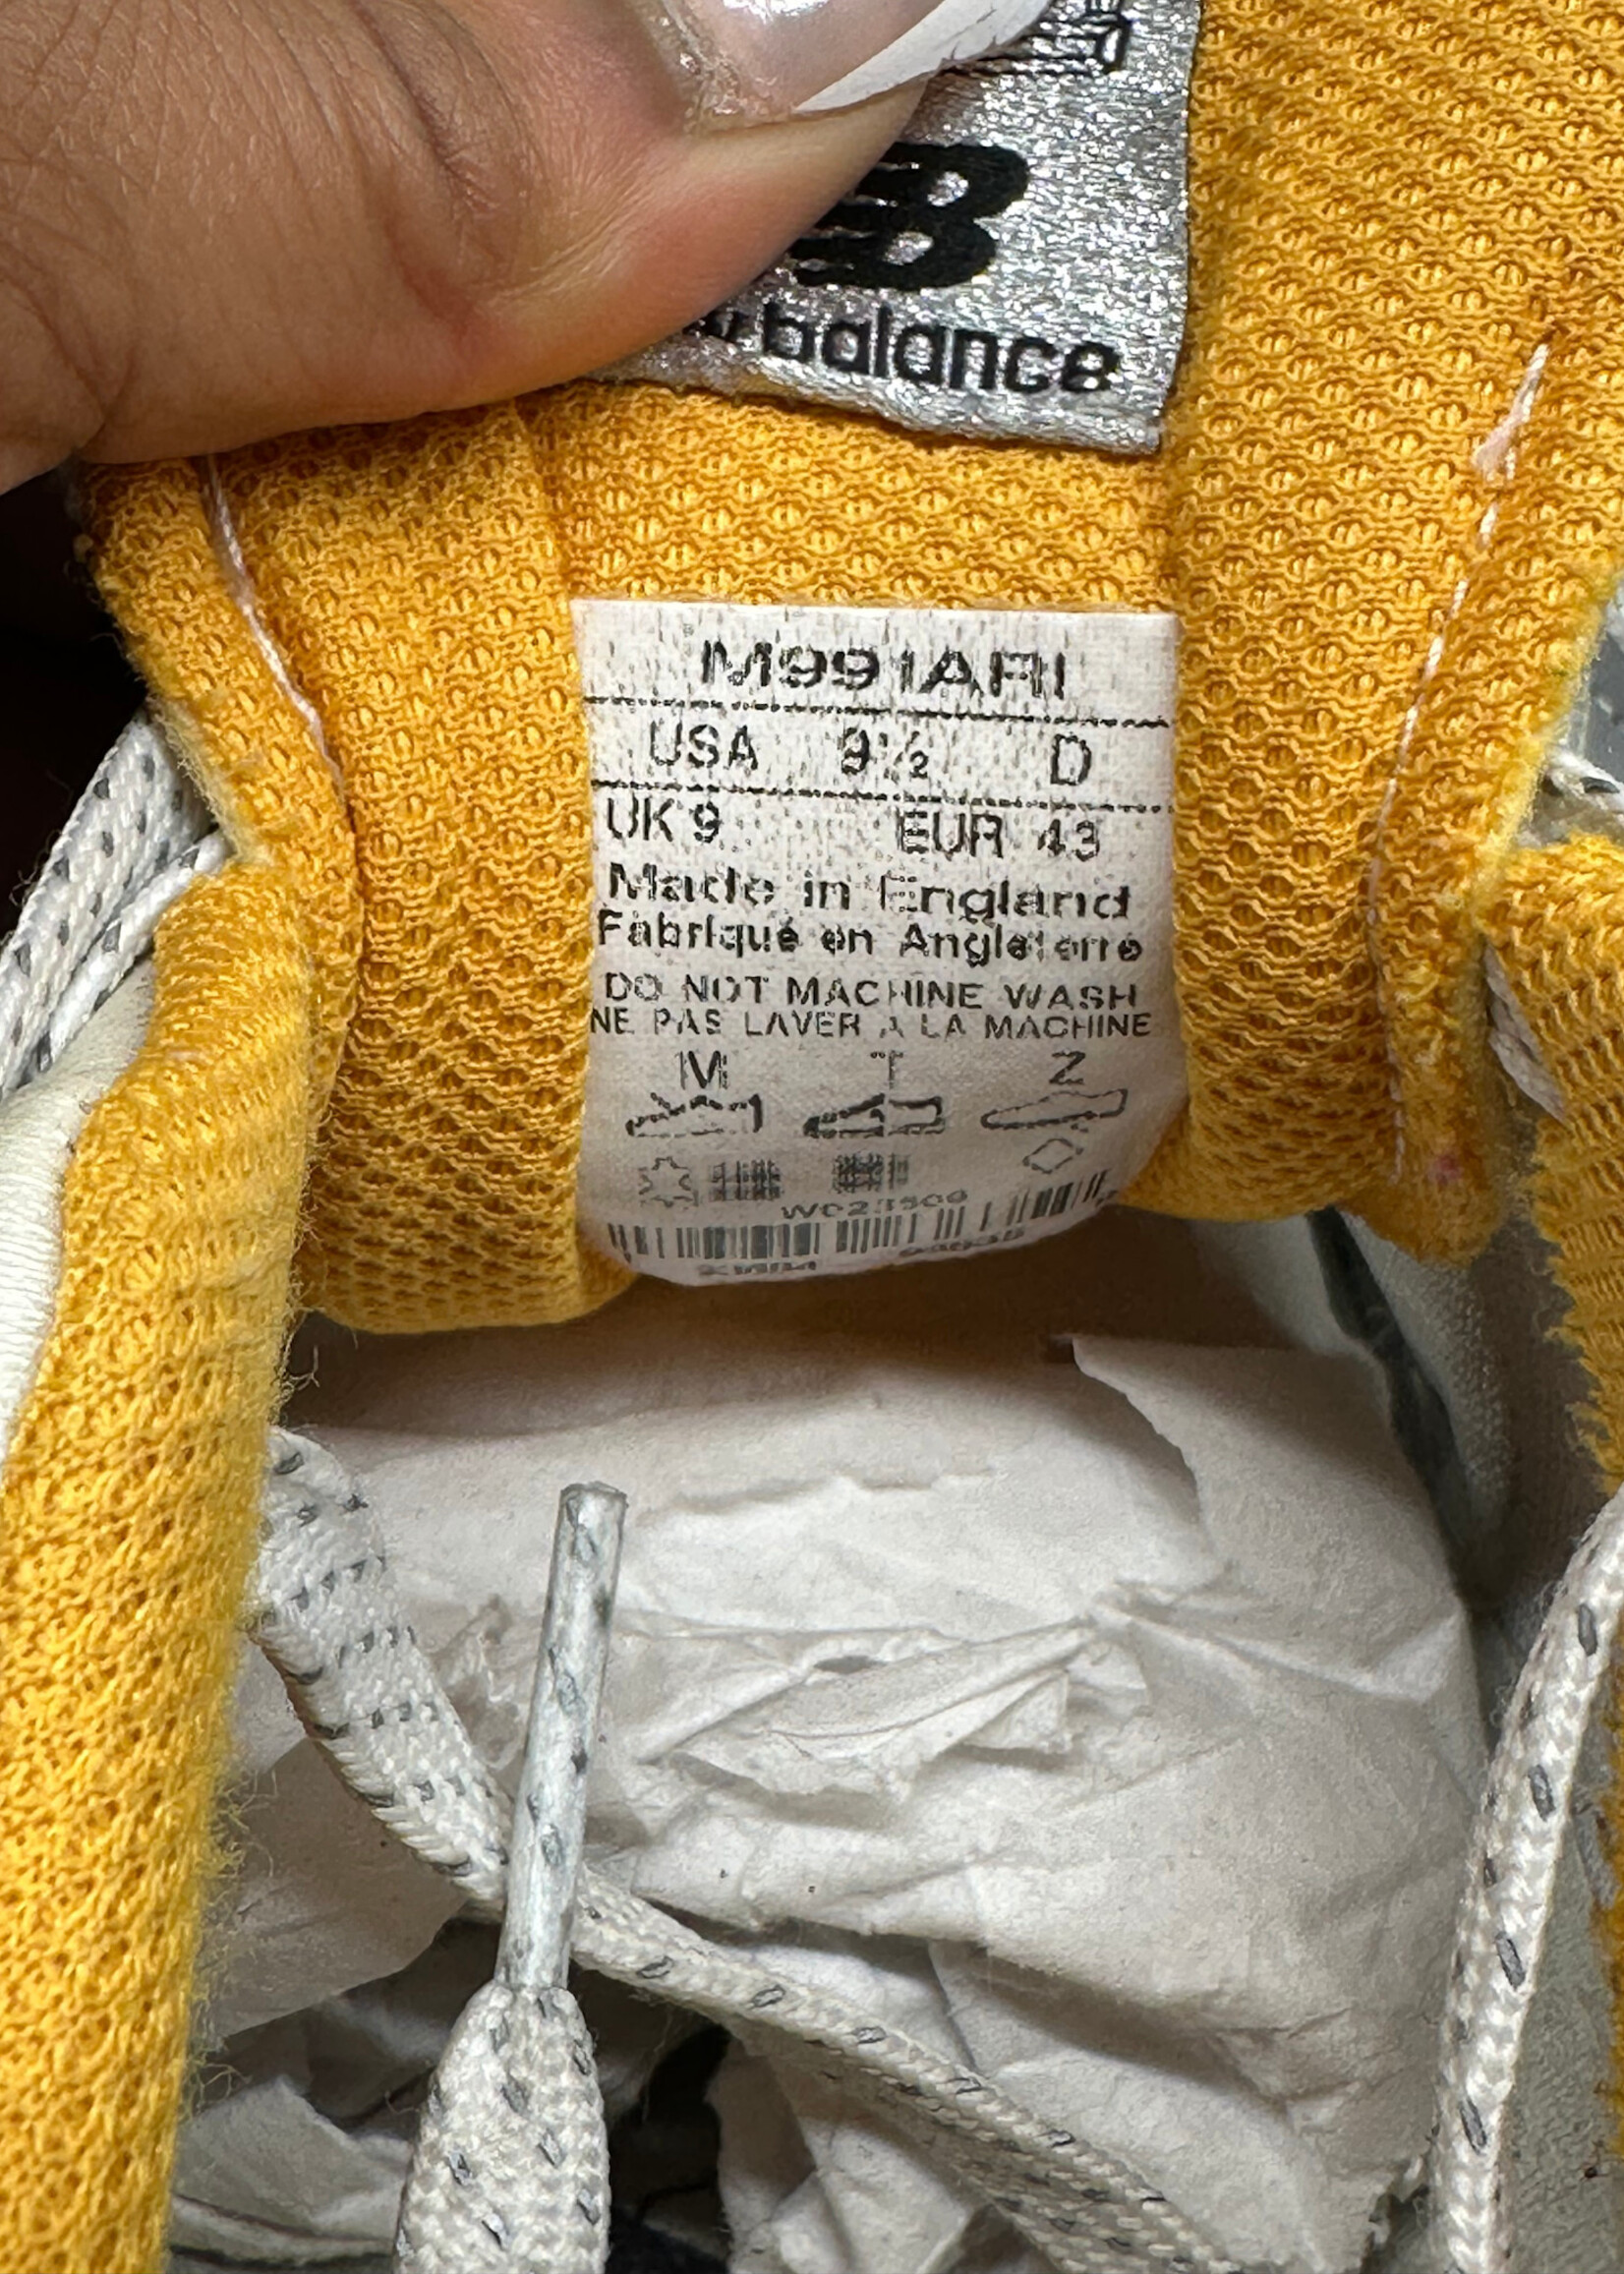 balance
M991ARI
USA 9½ D
UK 9 EUR 43
Made in England
Fabriqué en Angleterre
DO NOT MACHINE WASH
NE PAS LAVER A LA MACHINE
M T Z